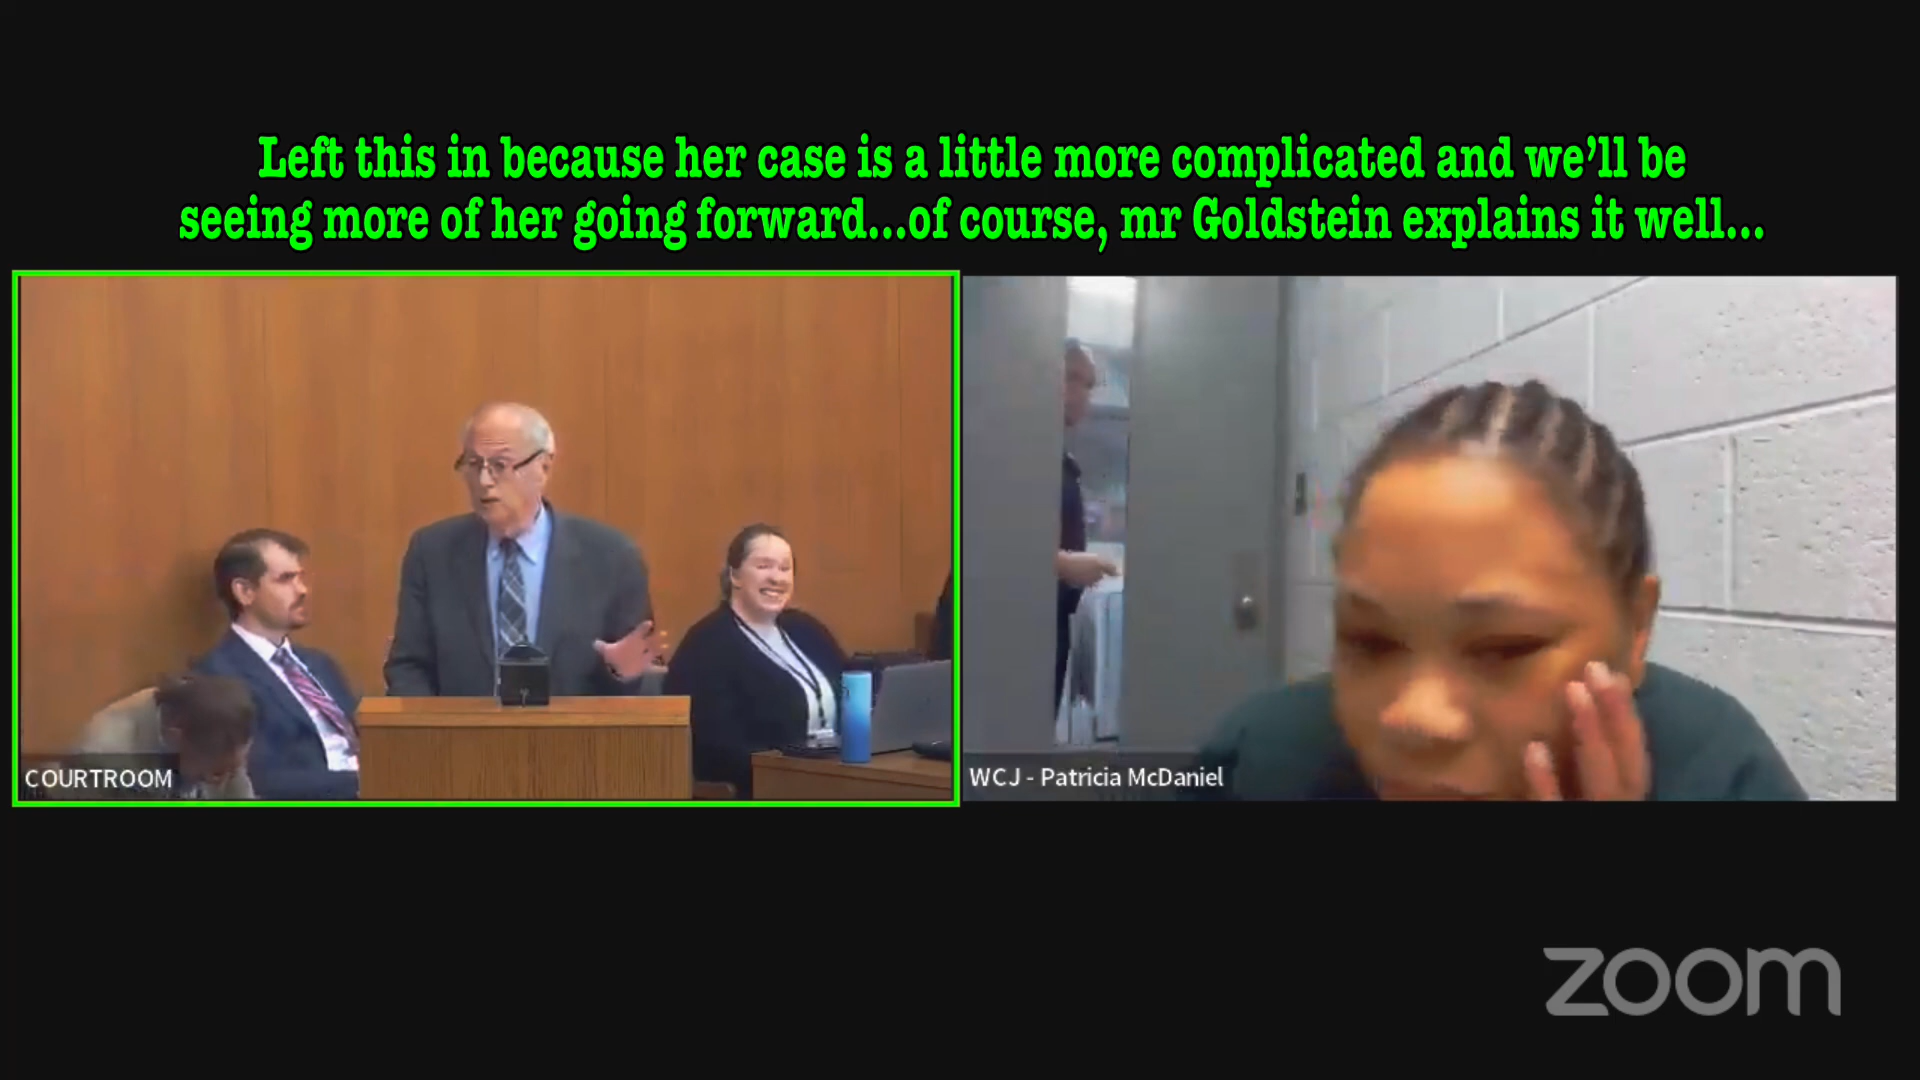 Left this in because her case is a little more complicated and we'll be
seeing more of her going forward...of course, mr Goldstein explains it well...
COURTROOM
WCJ - Patricia McDaniel
zoom